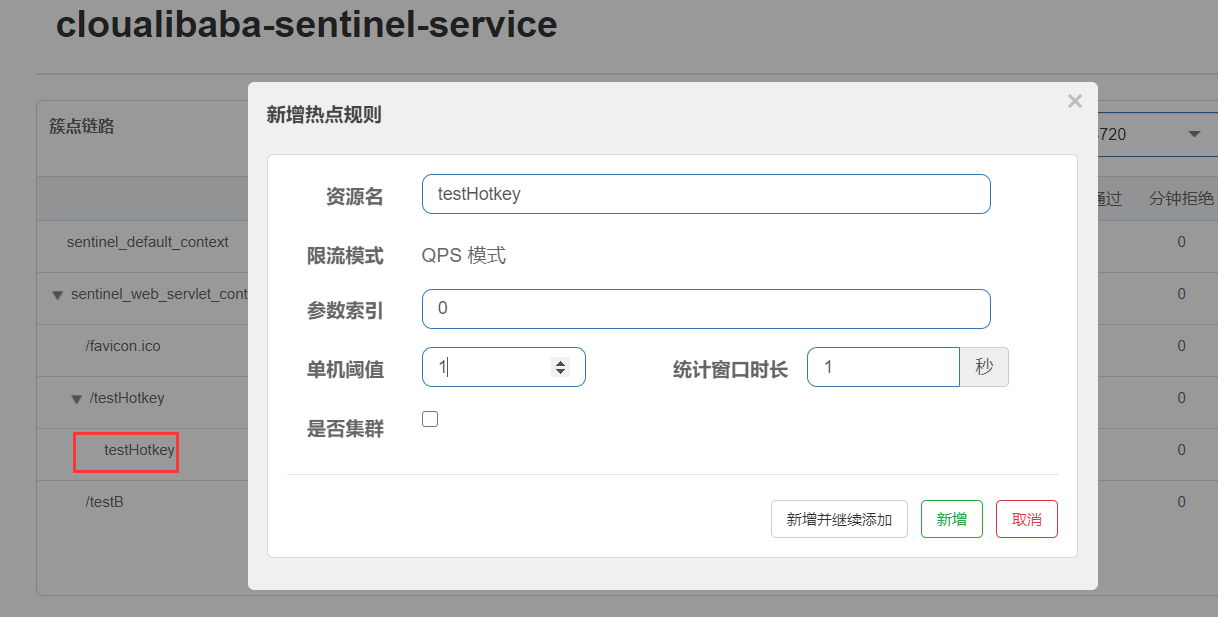 cloualibaba-sentinel-service
簇点链路
新增热点规则
×
720
通过
分钟拒绝
资源名
testHotkey
限流模式
QPS 模式
参数索引
0
单机阈值
1
统计窗口时长
1
秒
是否集群
新增并继续添加
新增
取消
sentinel_default_context
0
sentinel_web_servlet_cont
0
/favicon.ico
0
/testHotkey
0
testHotkey
0
/testB
0